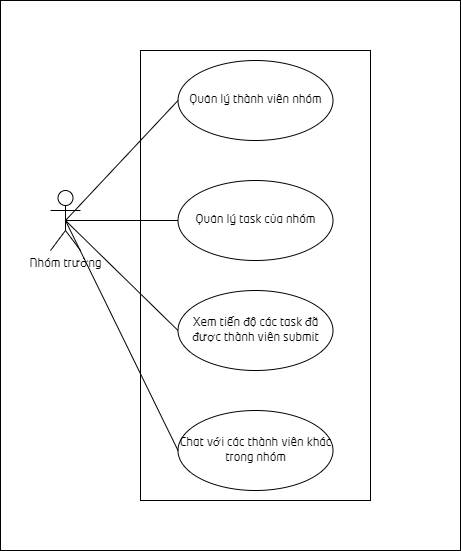 Quản lý thành viên nhóm
Quản lý task của nhóm
Nhóm trưởng
Xem tiến độ các task đã
được thành viên submit
Chat với các thành viên khác
trong nhóm